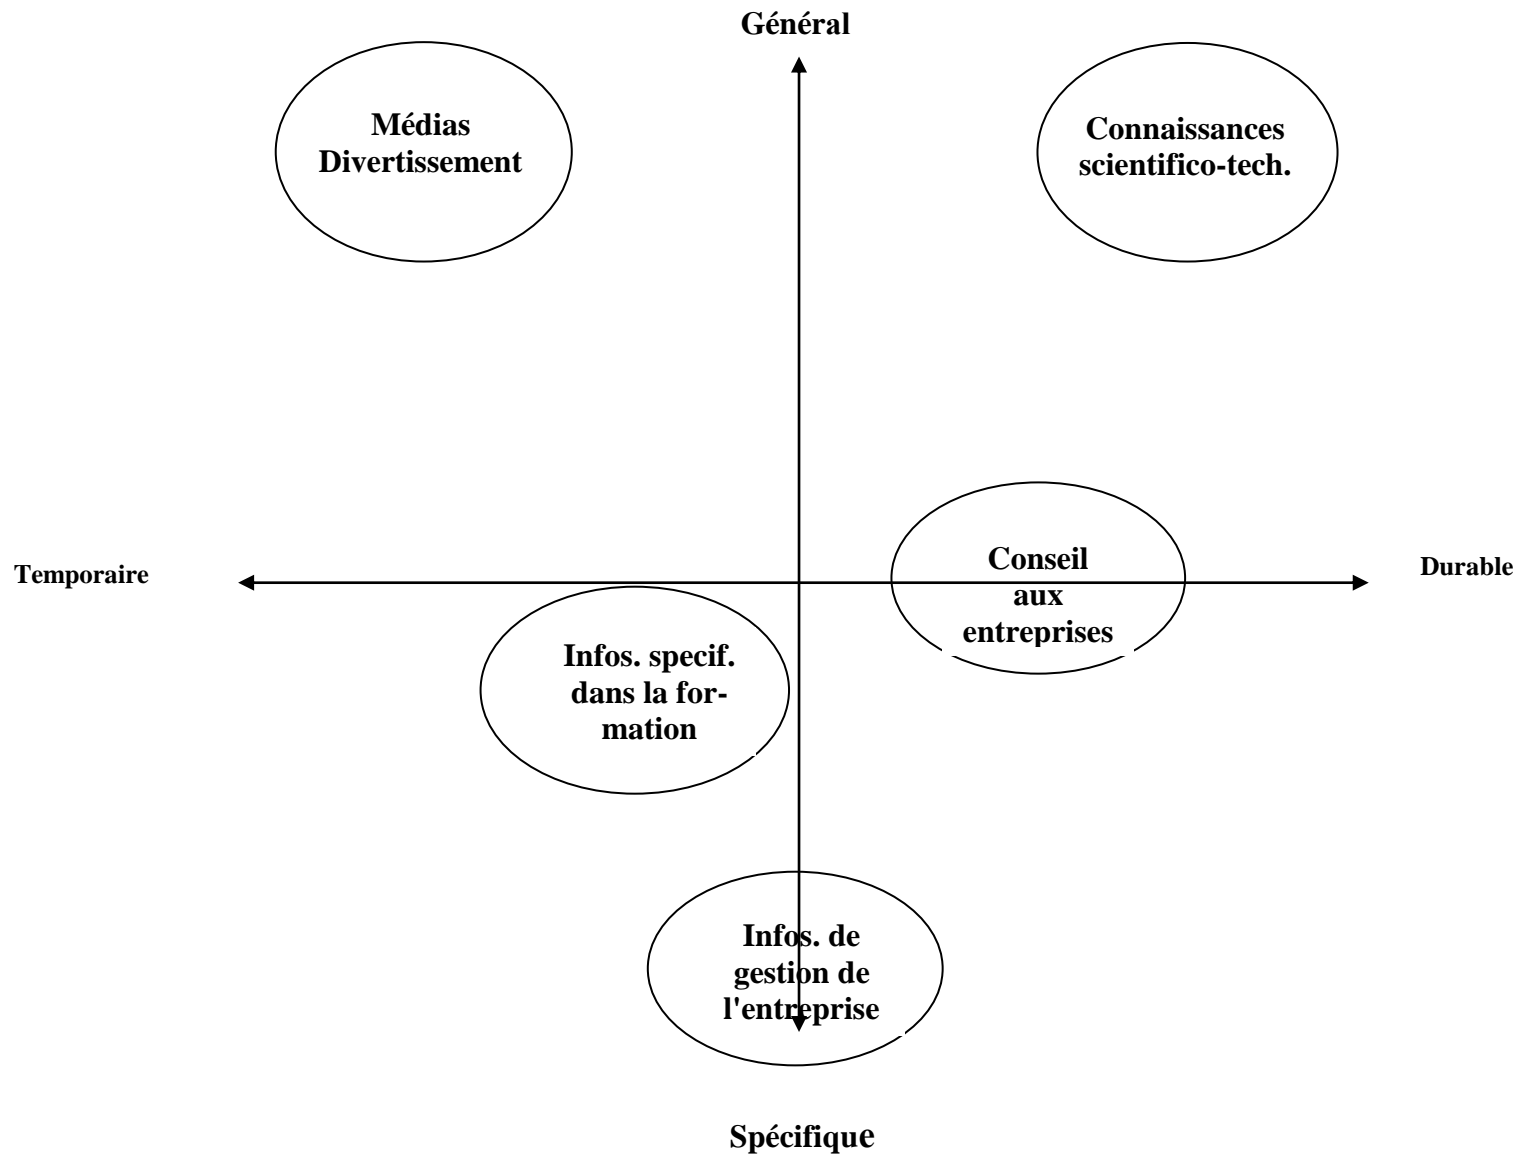 Général
Médias
Divertissement
Connaissances
scientifico-tech.
Temporaire
Durable
Conseil
aux
entreprises
Infos. specif.
dans la for-
mation
Infos. de
gestion de
l'entreprise
Spécifique